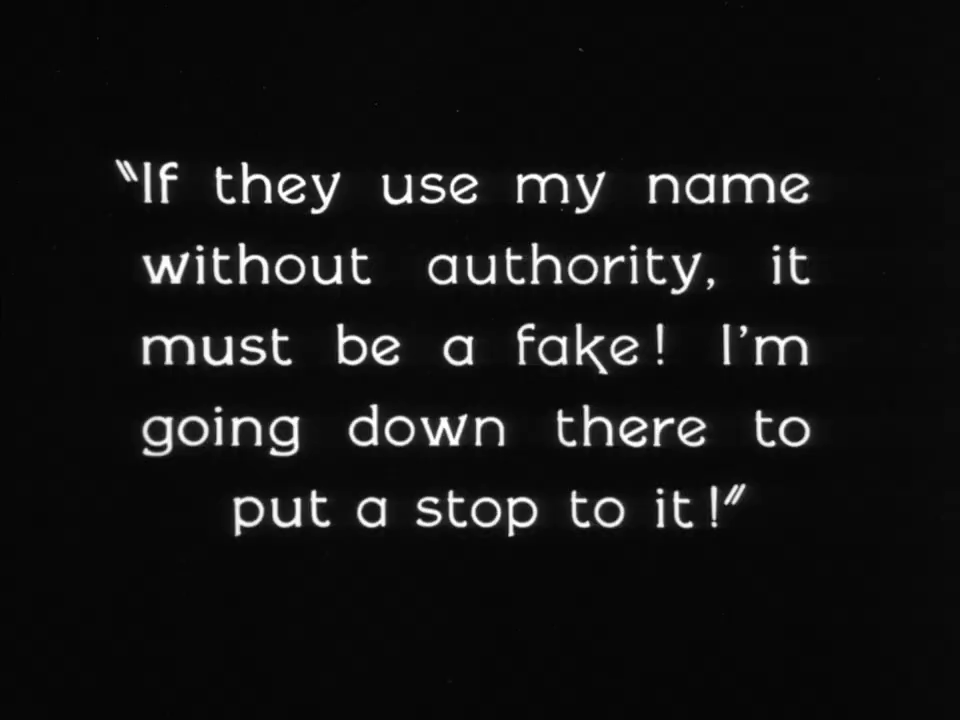 "If they use my name
without authority, it
must be a fake! I'm
going down there to
put a stop to it!"